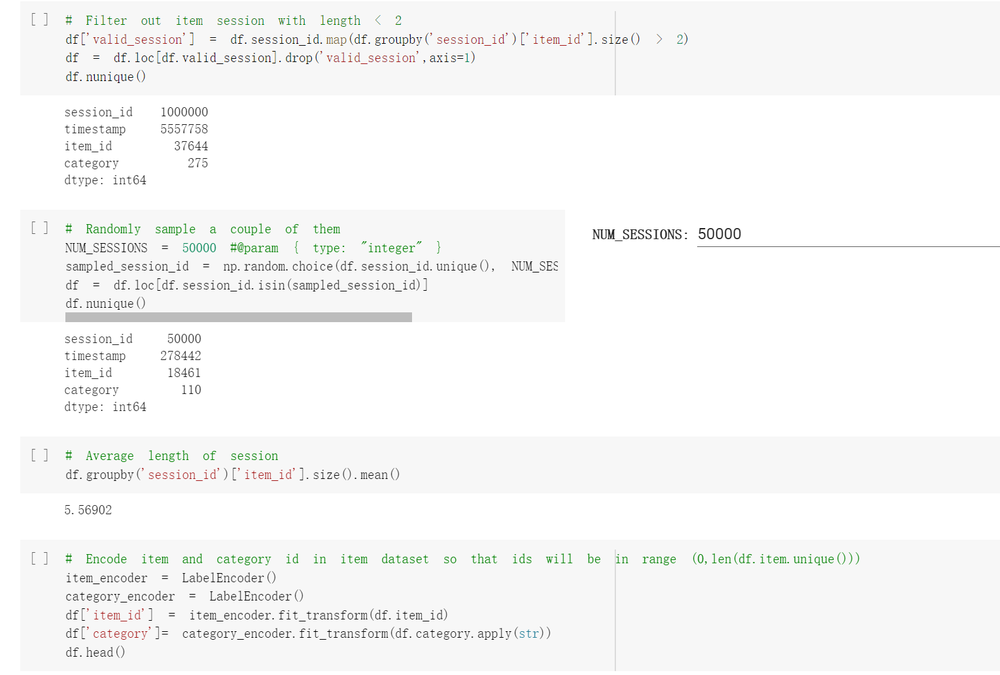 [ ] # Filter out item session with length < 2
df['valid_session'] = df.session_id.map(df.groupby('session_id')['item_id'].size() > 2)
df = df.loc[df.valid_session].drop('valid_session',axis=1)
df.nunique()
session_id 1000000
timestamp 5557758
item_id 37644
category 275
dtype: int64
[ ] # Randomly sample a couple of them
NUM_SESSIONS = 50000 #@param { type: "integer" }
sampled_session_id = np.random.choice(df.session_id.unique(), NUM_SES
df = df.loc[df.session_id.isin(sampled_session_id)]
df.nunique()
NUM_SESSIONS: 50000
session_id 50000
timestamp 278442
item_id 18461
category 110
dtype: int64
[ ] # Average length of session
df.groupby('session_id')['item_id'].size().mean()
5.56902
[ ] # Encode item and category id in item dataset so that ids will be in range (0,len(df.item.unique()))
item_encoder = LabelEncoder()
category_encoder = LabelEncoder()
df['item_id'] = item_encoder.fit_transform(df.item_id)
df['category']= category_encoder.fit_transform(df.category.apply(str))
df.head()